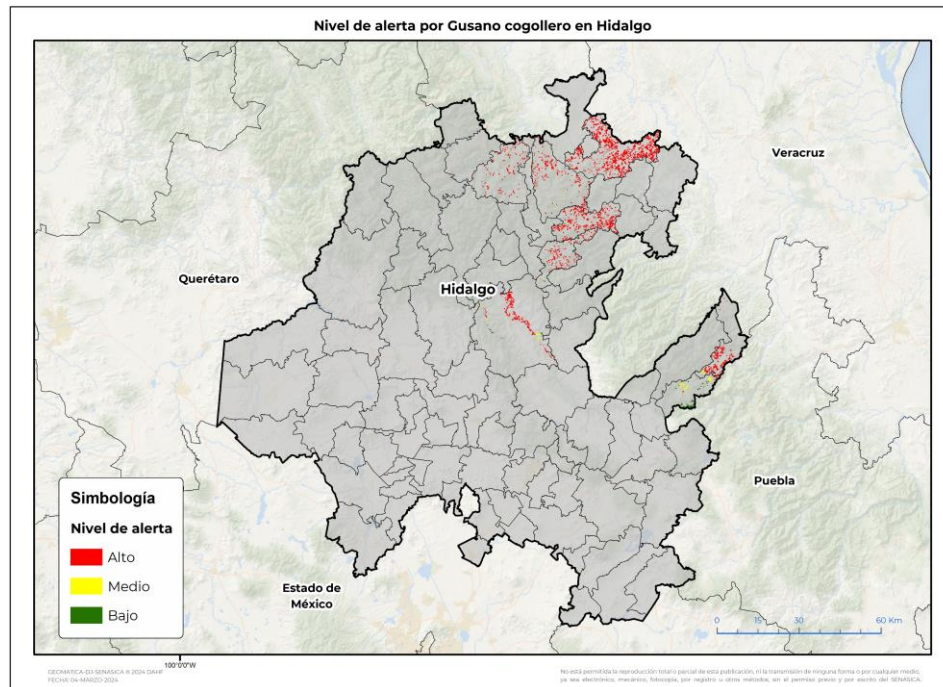 Nivel de alerta por Gusano cogollero en Hidalgo
Veracruz
Querétaro
Hidalgo
Puebla
Estado de
México
Simbología
Nivel de alerta
Alto
Medio
Bajo
0 15 30 60 Km
100°0'0"W
GEOMATICA-DJ-SENASICA © 2024 DAHF
FECHA: 04-MARZO-2024
No está permitida la reproducción total o parcial de esta publicación, ni la transmisión de ninguna forma o por cualquier medio,
ya sea electrónico, mecánico, fotocopia, por registro u otros métodos, sin el permiso previo y por escrito del SENASICA.